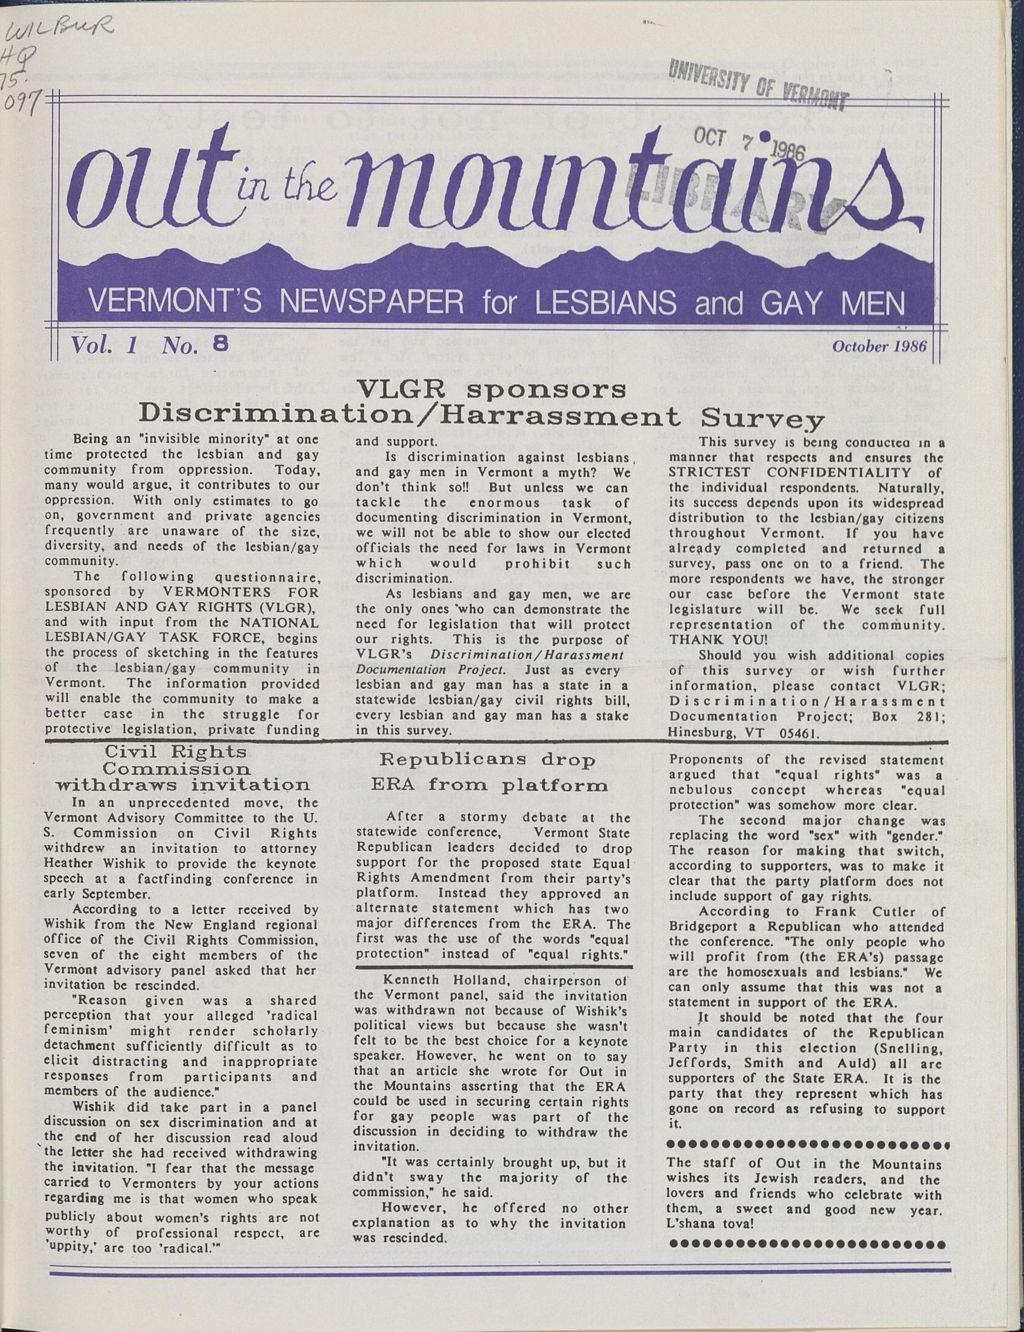 WILBUR
HQ
75.
097
UNIVERSITY OF VERMONT
OCT 7 1986
LIBRARY
out in the mountains
VERMONT'S NEWSPAPER for LESBIANS and GAY MEN
Vol. 1 No. 8
October 1986
VLGR sponsors
Discrimination/Harrassment Survey
Being an "invisible minority" at one
time protected the lesbian and gay
community from oppression. Today,
many would argue, it contributes to our
oppression. With only estimates to go
on, government and private agencies
frequently are unaware of the size,
diversity, and needs of the lesbian/gay
community.
The following questionnaire,
sponsored by VERMONTERS FOR
LESBIAN AND GAY RIGHTS (VLGR),
and with input from the NATIONAL
LESBIAN/GAY TASK FORCE, begins
the process of sketching in the features
of the lesbian/gay community in
Vermont. The information provided
will enable the community to make a
better case in the struggle for
protective legislation, private funding
and support.
Is discrimination against lesbians
and gay men in Vermont a myth? We
don't think so!! But unless we can
tackle the enormous task of
documenting discrimination in Vermont,
we will not be able to show our elected
officials the need for laws in Vermont
which would prohibit such
discrimination.
As lesbians and gay men, we are
the only ones who can demonstrate the
need for legislation that will protect
our rights. This is the purpose of
VLGR's Discrimination/Harassment
Documentation Project. Just as every
lesbian and gay man has a state in a
statewide lesbian/gay civil rights bill,
every lesbian and gay man has a stake
in this survey.
This survey is being conducted in a
manner that respects and ensures the
STRICTEST CONFIDENTIALITY of
the individual respondents. Naturally,
its success depends upon its widespread
distribution to the lesbian/gay citizens
throughout Vermont. If you have
already completed and returned a
survey, pass one on to a friend. The
more respondents we have, the stronger
our case before the Vermont state
legislature will be. We seek full
representation of the community.
THANK YOU!
Should you wish additional copies
of this survey or wish further
information, please contact VLGR;
Discrimination/Harassment
Documentation Project; Box 281;
Hinesburg, VT 05461.
Civil Rights
Commission
withdraws invitation
In an unprecedented move, the
Vermont Advisory Committee to the U.
S. Commission on Civil Rights
withdrew an invitation to attorney
Heather Wishik to provide the keynote
speech at a factfinding conference in
early September.
According to a letter received by
Wishik from the New England regional
office of the Civil Rights Commission,
seven of the eight members of the
Vermont advisory panel asked that her
invitation be rescinded.
"Reason given was a shared
perception that your alleged 'radical
feminism' might render scholarly
detachment sufficiently difficult as to
elicit distracting and inappropriate
responses from participants and
members of the audience."
Wishik did take part in a panel
discussion on sex discrimination and at
the end of her discussion read aloud
the letter she had received withdrawing
the invitation. "I fear that the message
carried to Vermonters by your actions
regarding me is that women who speak
publicly about women's rights are not
worthy of professional respect, are
'uppity,' are too 'radical.'"
Republicans drop
ERA from platform
After a stormy debate at the
statewide conference, Vermont State
Republican leaders decided to drop
support for the proposed state Equal
Rights Amendment from their party's
platform. Instead they approved an
alternate statement which has two
major differences from the ERA. The
first was the use of the words "equal
protection" instead of "equal rights."
Kenneth Holland, chairperson of
the Vermont panel, said the invitation
was withdrawn not because of Wishik's
political views but because she wasn't
felt to be the best choice for a keynote
speaker. However, he went on to say
that an article she wrote for Out in
the Mountains asserting that the ERA
could be used in securing certain rights
for gay people was part of the
discussion in deciding to withdraw the
invitation.
"It was certainly brought up, but it
didn't sway the majority of the
commission," he said.
However, he offered no other
explanation as to why the invitation
was rescinded.
Proponents of the revised statement
argued that "equal rights" was a
nebulous concept whereas "equal
protection" was somehow more clear.
The second major change was
replacing the word "sex" with "gender."
The reason for making that switch,
according to supporters, was to make it
clear that the party platform does not
include support of gay rights.
According to Frank Cutler of
Bridgeport a Republican who attended
the conference. "The only people who
will profit from (the ERA's) passage
are the homosexuals and lesbians." We
can only assume that this was not a
statement in support of the ERA.
It should be noted that the four
main candidates of the Republican
Party in this election (Snelling,
Jeffords, Smith and Auld) all are
supporters of the State ERA. It is the
party that they represent which has
gone on record as refusing to support
it.
The staff of Out in the Mountains
wishes its Jewish readers, and the
lovers and friends who celebrate with
them, a sweet and good new year.
L'shana tova!